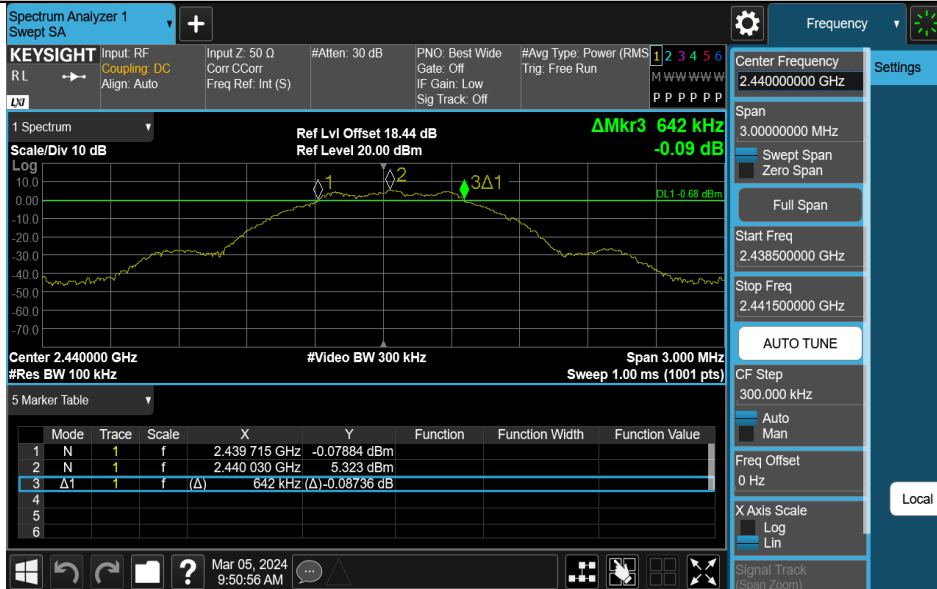 Spectrum Analyzer 1
Swept SA
+
Frequency
KEYSIGHT
RL
LXI
Input: RF
Coupling: DC
Align: Auto
Input Z: 50 Ω
Corr CCorr
Freq Ref: Int (S)
#Atten: 30 dB
PNO: Best Wide
Gate: Off
IF Gain: Low
Sig Track: Off
#Avg Type: Power (RMS
Trig: Free Run
1 2 3 4 5 6
M W W W W W
P P P P P P
1 Spectrum
Scale/Div 10 dB
Ref Lvl Offset 18.44 dB
Ref Level 20.00 dBm
ΔMkr3 642 kHz
-0.09 dB
Log
10.0
0.00
-10.0
-20.0
-30.0
-40.0
-50.0
-60.0
-70.0
1
2
3Δ1
DL1 -0.68 dBm
Center 2.440000 GHz
#Video BW 300 kHz
Span 3.000 MHz
#Res BW 100 kHz
Sweep 1.00 ms (1001 pts)
5 Marker Table
Mode Trace Scale X Y Function Function Width Function Value
1 N 1 f 2.439 715 GHz -0.07884 dBm
2 N 1 f 2.440 030 GHz 5.323 dBm
3 Δ1 1 f (Δ) 642 kHz (Δ) -0.08736 dB
4
5
6
?
Mar 05, 2024
9:50:56 AM
Center Frequency
2.440000000 GHz
Settings
Span
3.00000000 MHz
Swept Span
Zero Span
Full Span
Start Freq
2.438500000 GHz
Stop Freq
2.441500000 GHz
AUTO TUNE
CF Step
300.000 kHz
Auto
Man
Freq Offset
0 Hz
Local
X Axis Scale
Log
Lin
Signal Track
(Span Zoom)